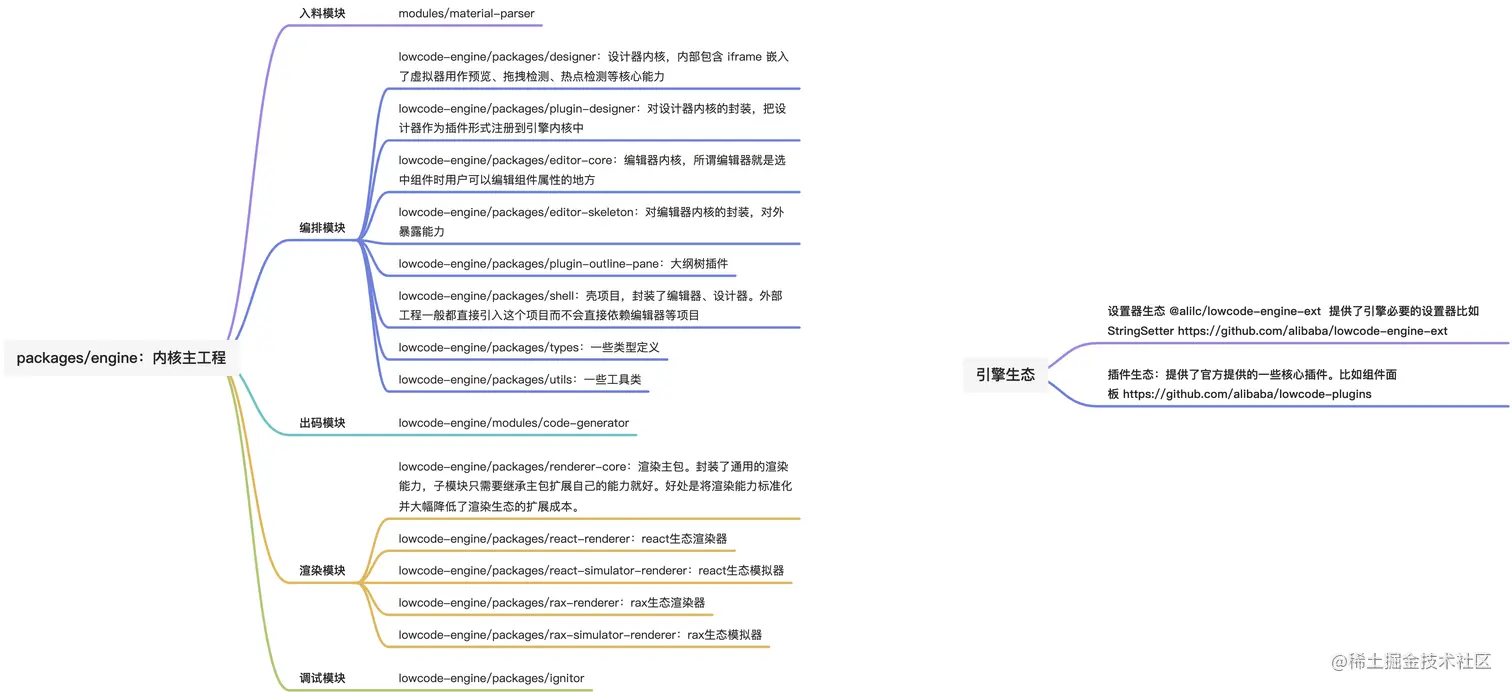 packages/engine：内核主工程
入料模块
modules/material-parser
编排模块
lowcode-engine/packages/designer：设计器内核，内部包含 iframe 嵌入
了虚拟器用作预览、拖拽检测、热点检测等核心能力
lowcode-engine/packages/plugin-designer：对设计器内核的封装，把设
计器作为插件形式注册到引擎内核中
lowcode-engine/packages/editor-core：编辑器内核，所谓编辑器就是选
中组件时用户可以编辑组件属性的地方
lowcode-engine/packages/editor-skeleton：对编辑器内核的封装，对外
暴露能力
lowcode-engine/packages/plugin-outline-pane：大纲树插件
lowcode-engine/packages/shell：壳项目，封装了编辑器、设计器。外部
工程一般都直接引入这个项目而不会直接依赖编辑器等项目
lowcode-engine/packages/types：一些类型定义
lowcode-engine/packages/utils：一些工具类
出码模块
lowcode-engine/modules/code-generator
渲染模块
lowcode-engine/packages/renderer-core：渲染主包。封装了通用的渲染
能力，子模块只需要继承主包扩展自己的能力就好。好处是将渲染能力标准化
并大幅降低了渲染生态的扩展成本。
lowcode-engine/packages/react-renderer：react生态渲染器
lowcode-engine/packages/react-simulator-renderer：react生态模拟器
lowcode-engine/packages/rax-renderer：rax生态渲染器
lowcode-engine/packages/rax-simulator-renderer：rax生态模拟器
调试模块
lowcode-engine/packages/ignitor
引擎生态
设置器生态 @alilc/lowcode-engine-ext 提供了引擎必要的设置器比如
StringSetter https://github.com/alibaba/lowcode-engine-ext
插件生态：提供了官方提供的一些核心插件。比如组件面
板 https://github.com/alibaba/lowcode-plugins
@稀土掘金技术社区